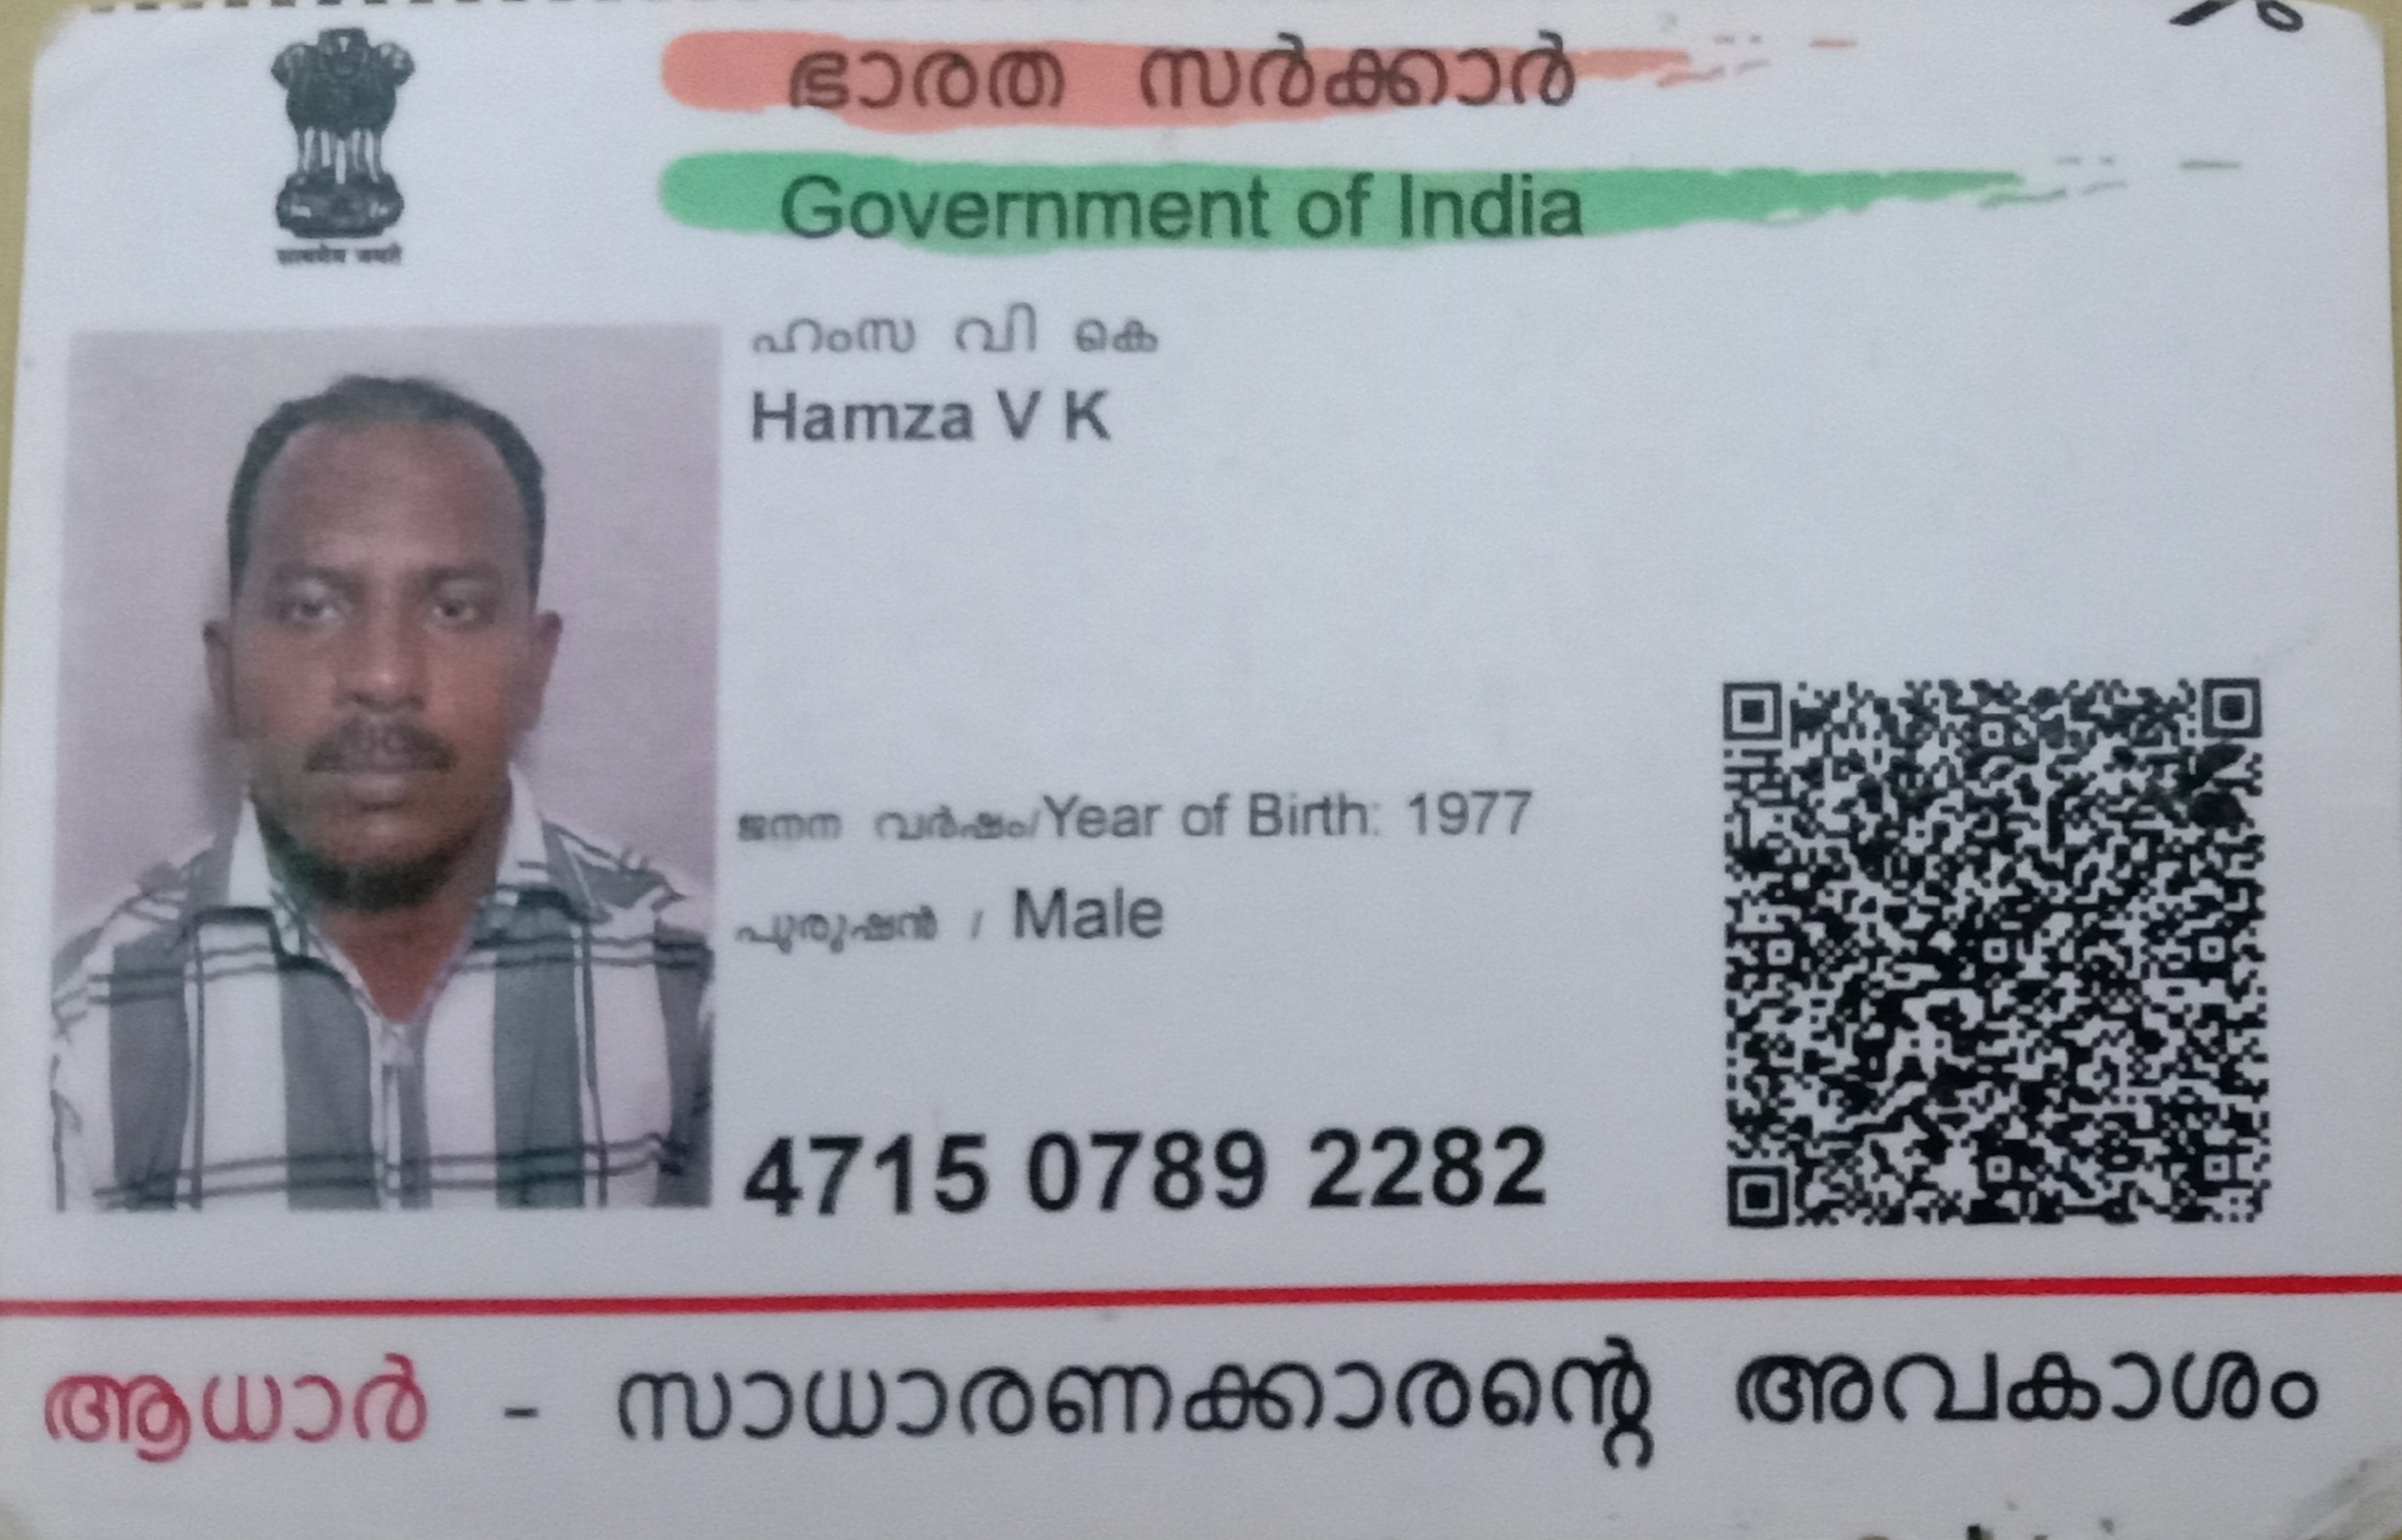 ഭാരത സർക്കാർ
Government of India
सत्यमेव जयते
ഹംസ വി കെ
Hamza V K
ജനന വർഷം/Year of Birth: 1977
പുരുഷൻ / Male
4715 0789 2282
ആധാർ - സാധാരണക്കാരന്റെ അവകാശം